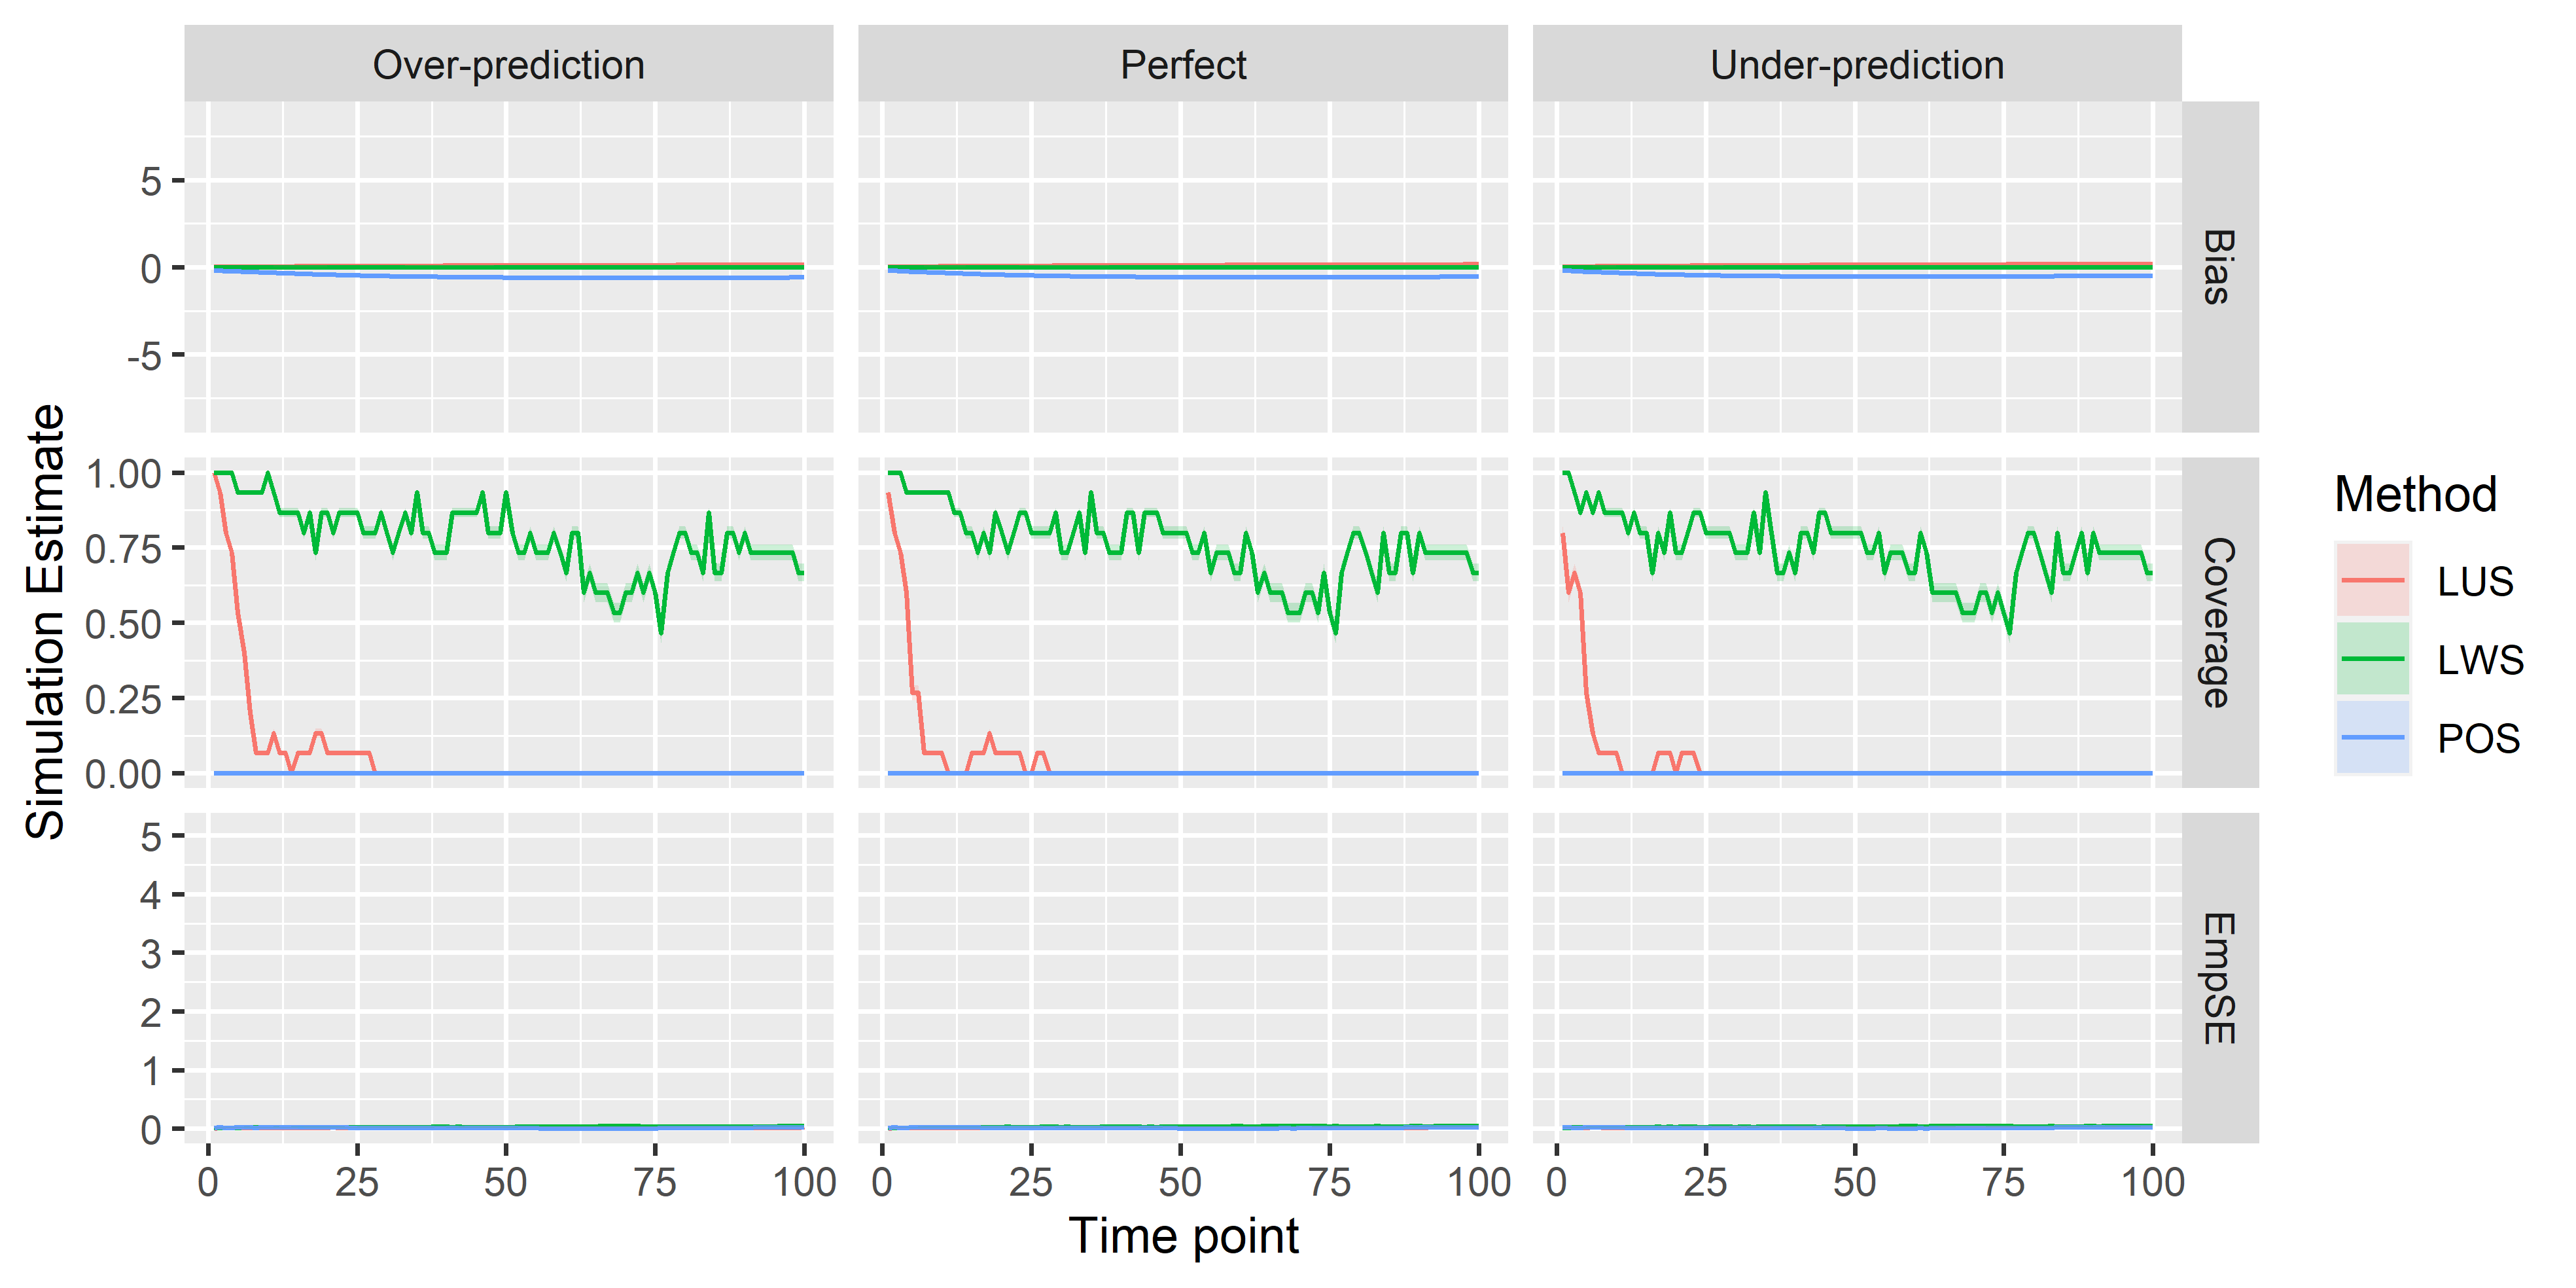 Over-prediction
Perfect
Under-prediction
Simulation Estimate
5
0
-5
Bias
1.00
0.75
0.50
0.25
0.00
Coverage
5
4
3
2
1
0
EmpSE
0 25 50 75 100
0 25 50 75 100
0 25 50 75 100
Time point
Method
LUS
LWS
POS